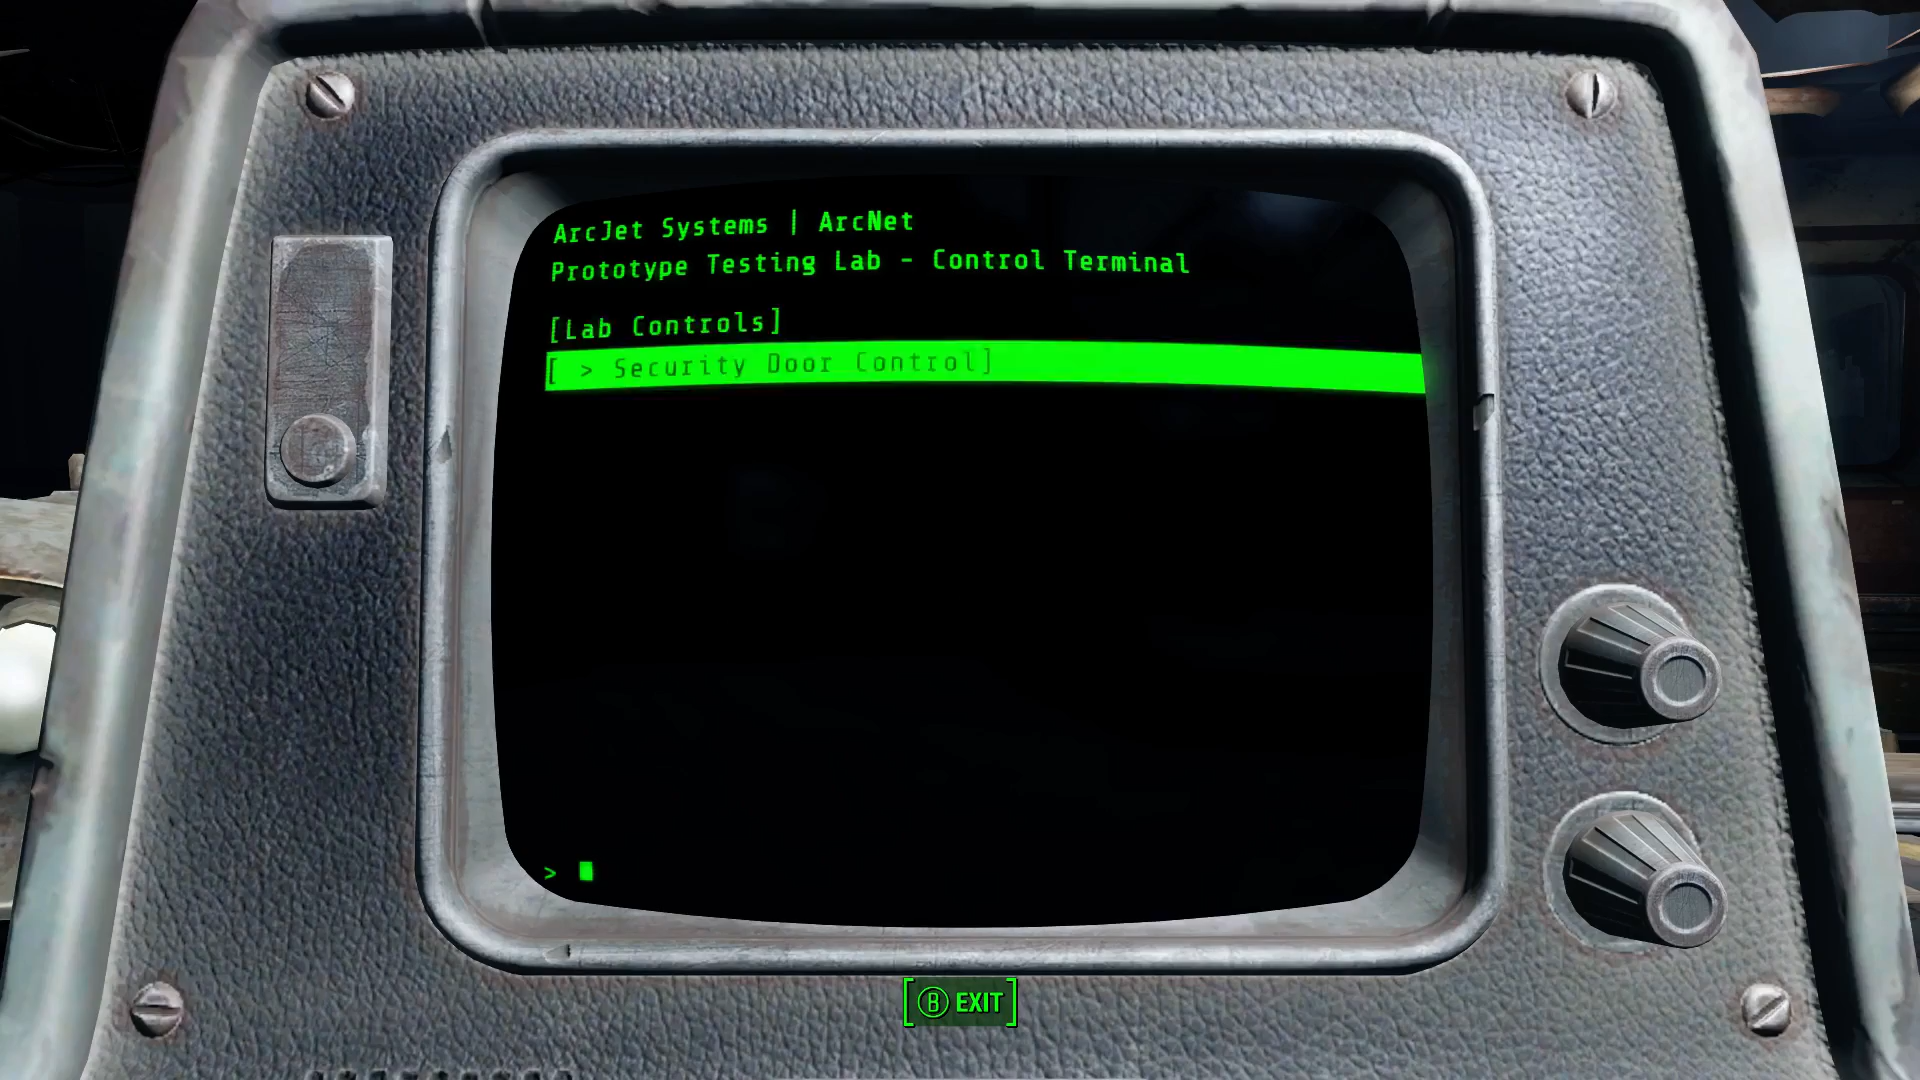 ArcJet Systems | ArcNet
Prototype Testing Lab - Control Terminal
[Lab Controls]
[ > Security Door Control]
>
[Ⓑ EXIT]